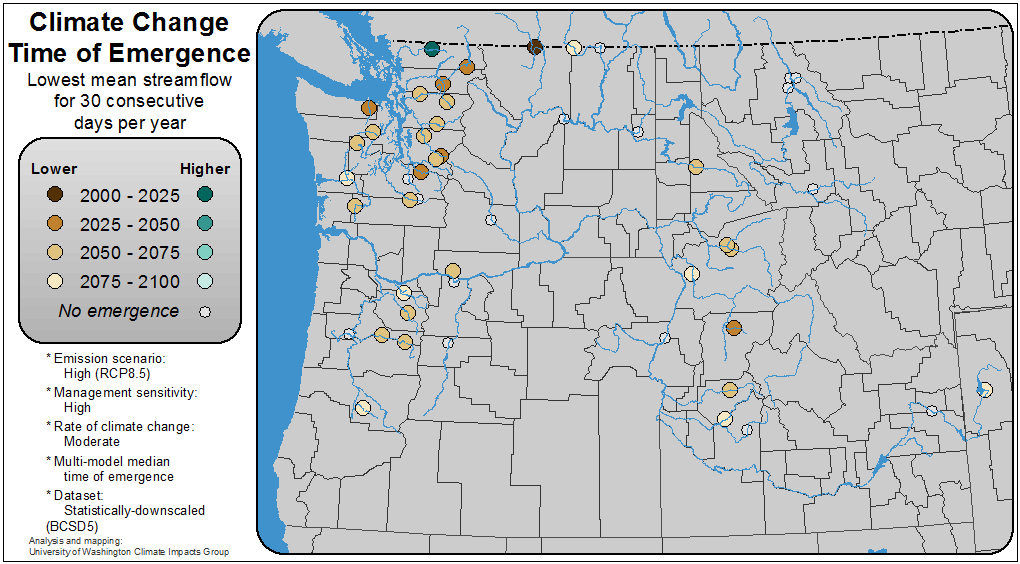 Climate Change
Time of Emergence
Lowest mean streamflow
for 30 consecutive
days per year
Lower Higher
2000 - 2025
2025 - 2050
2050 - 2075
2075 - 2100
No emergence
* Emission scenario:
High (RCP8.5)
* Management sensitivity:
High
* Rate of climate change:
Moderate
* Multi-model median
time of emergence
* Dataset:
Statistically-downscaled
(BCSD5)
Analysis and mapping:
University of Washington Climate Impacts Group